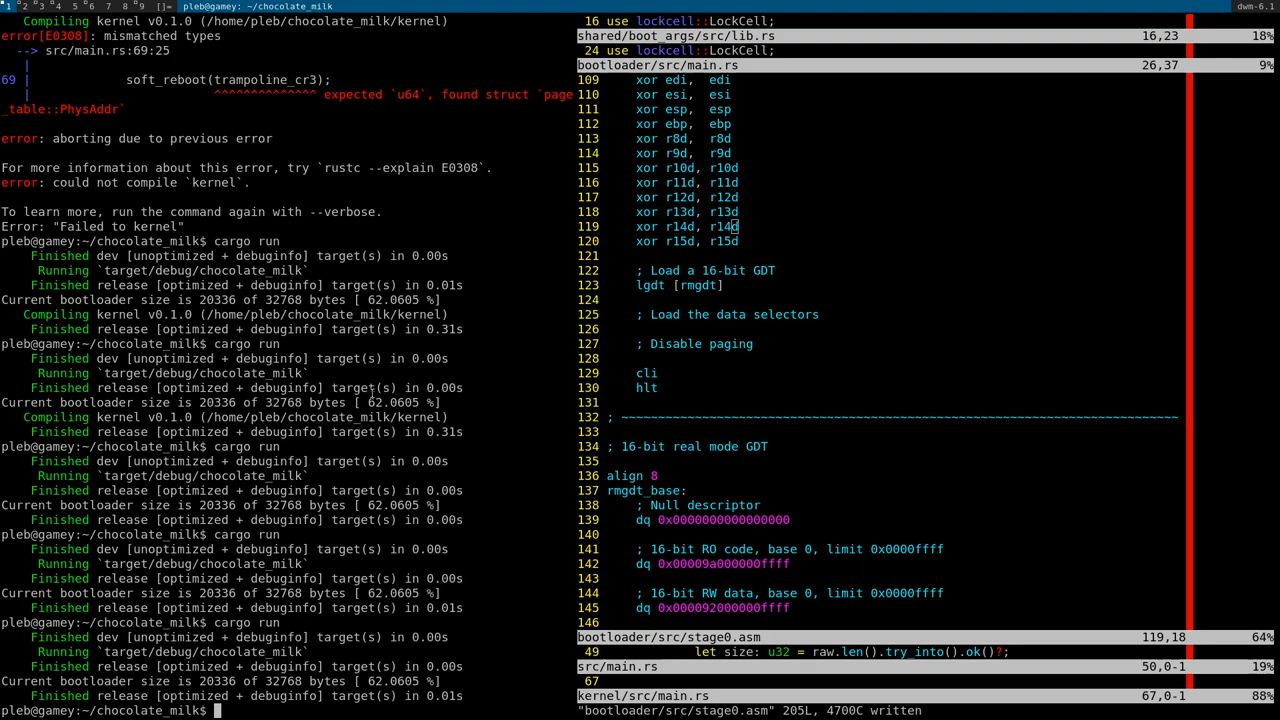 1 2 3 4 5 6 7 8 9 []= pleb@gamey: ~/chocolate_milk dwm-6.1
Compiling kernel v0.1.0 (/home/pleb/chocolate_milk/kernel)
error[E0308]: mismatched types
--> src/main.rs:69:25
|
69 | soft_reboot(trampoline_cr3);
| ^^^^^^^^^^^^^^ expected `u64`, found struct `page
_table::PhysAddr`
error: aborting due to previous error
For more information about this error, try `rustc --explain E0308`.
error: could not compile `kernel`.
To learn more, run the command again with --verbose.
Error: "Failed to kernel"
pleb@gamey:~/chocolate_milk$ cargo run
Finished dev [unoptimized + debuginfo] target(s) in 0.00s
Running `target/debug/chocolate_milk`
Finished release [optimized + debuginfo] target(s) in 0.01s
Current bootloader size is 20336 of 32768 bytes [ 62.0605 %]
Compiling kernel v0.1.0 (/home/pleb/chocolate_milk/kernel)
Finished release [optimized + debuginfo] target(s) in 0.31s
pleb@gamey:~/chocolate_milk$ cargo run
Finished dev [unoptimized + debuginfo] target(s) in 0.00s
Running `target/debug/chocolate_milk`
Finished release [optimized + debuginfo] target(s) in 0.00s
Current bootloader size is 20336 of 32768 bytes [ 62.0605 %]
Compiling kernel v0.1.0 (/home/pleb/chocolate_milk/kernel)
Finished release [optimized + debuginfo] target(s) in 0.31s
pleb@gamey:~/chocolate_milk$ cargo run
Finished dev [unoptimized + debuginfo] target(s) in 0.00s
Running `target/debug/chocolate_milk`
Finished release [optimized + debuginfo] target(s) in 0.00s
Current bootloader size is 20336 of 32768 bytes [ 62.0605 %]
Finished release [optimized + debuginfo] target(s) in 0.00s
pleb@gamey:~/chocolate_milk$ cargo run
Finished dev [unoptimized + debuginfo] target(s) in 0.00s
Running `target/debug/chocolate_milk`
Finished release [optimized + debuginfo] target(s) in 0.00s
Current bootloader size is 20336 of 32768 bytes [ 62.0605 %]
Finished release [optimized + debuginfo] target(s) in 0.01s
pleb@gamey:~/chocolate_milk$ cargo run
Finished dev [unoptimized + debuginfo] target(s) in 0.00s
Running `target/debug/chocolate_milk`
Finished release [optimized + debuginfo] target(s) in 0.00s
Current bootloader size is 20336 of 32768 bytes [ 62.0605 %]
Finished release [optimized + debuginfo] target(s) in 0.01s
pleb@gamey:~/chocolate_milk$
16 use lockcell::LockCell;
shared/boot_args/src/lib.rs 16,23 18%
24 use lockcell::LockCell;
bootloader/src/main.rs 26,37 9%
109 xor edi, edi
110 xor esi, esi
111 xor esp, esp
112 xor ebp, ebp
113 xor r8d, r8d
114 xor r9d, r9d
115 xor r10d, r10d
116 xor r11d, r11d
117 xor r12d, r12d
118 xor r13d, r13d
119 xor r14d, r14d
120 xor r15d, r15d
121
122 ; Load a 16-bit GDT
123 lgdt [rmgdt]
124
125 ; Load the data selectors
126
127 ; Disable paging
128
129 cli
130 hlt
131
132 ; ~~~~~~~~~~~~~~~~~~~~~~~~~~~~~~~~~~~~~~~~~~~~~~~~~~~~~~~~~~~~~~~~~~~~~~~~~~~~
133
134 ; 16-bit real mode GDT
135
136 align 8
137 rmgdt_base:
138 ; Null descriptor
139 dq 0x0000000000000000
140
141 ; 16-bit RO code, base 0, limit 0x0000ffff
142 dq 0x00009a000000ffff
143
144 ; 16-bit RW data, base 0, limit 0x0000ffff
145 dq 0x000092000000ffff
146
bootloader/src/stage0.asm 119,18 64%
49 let size: u32 = raw.len().try_into().ok()?;
src/main.rs 50,0-1 19%
67
kernel/src/main.rs 67,0-1 88%
"bootloader/src/stage0.asm" 205L, 4700C written